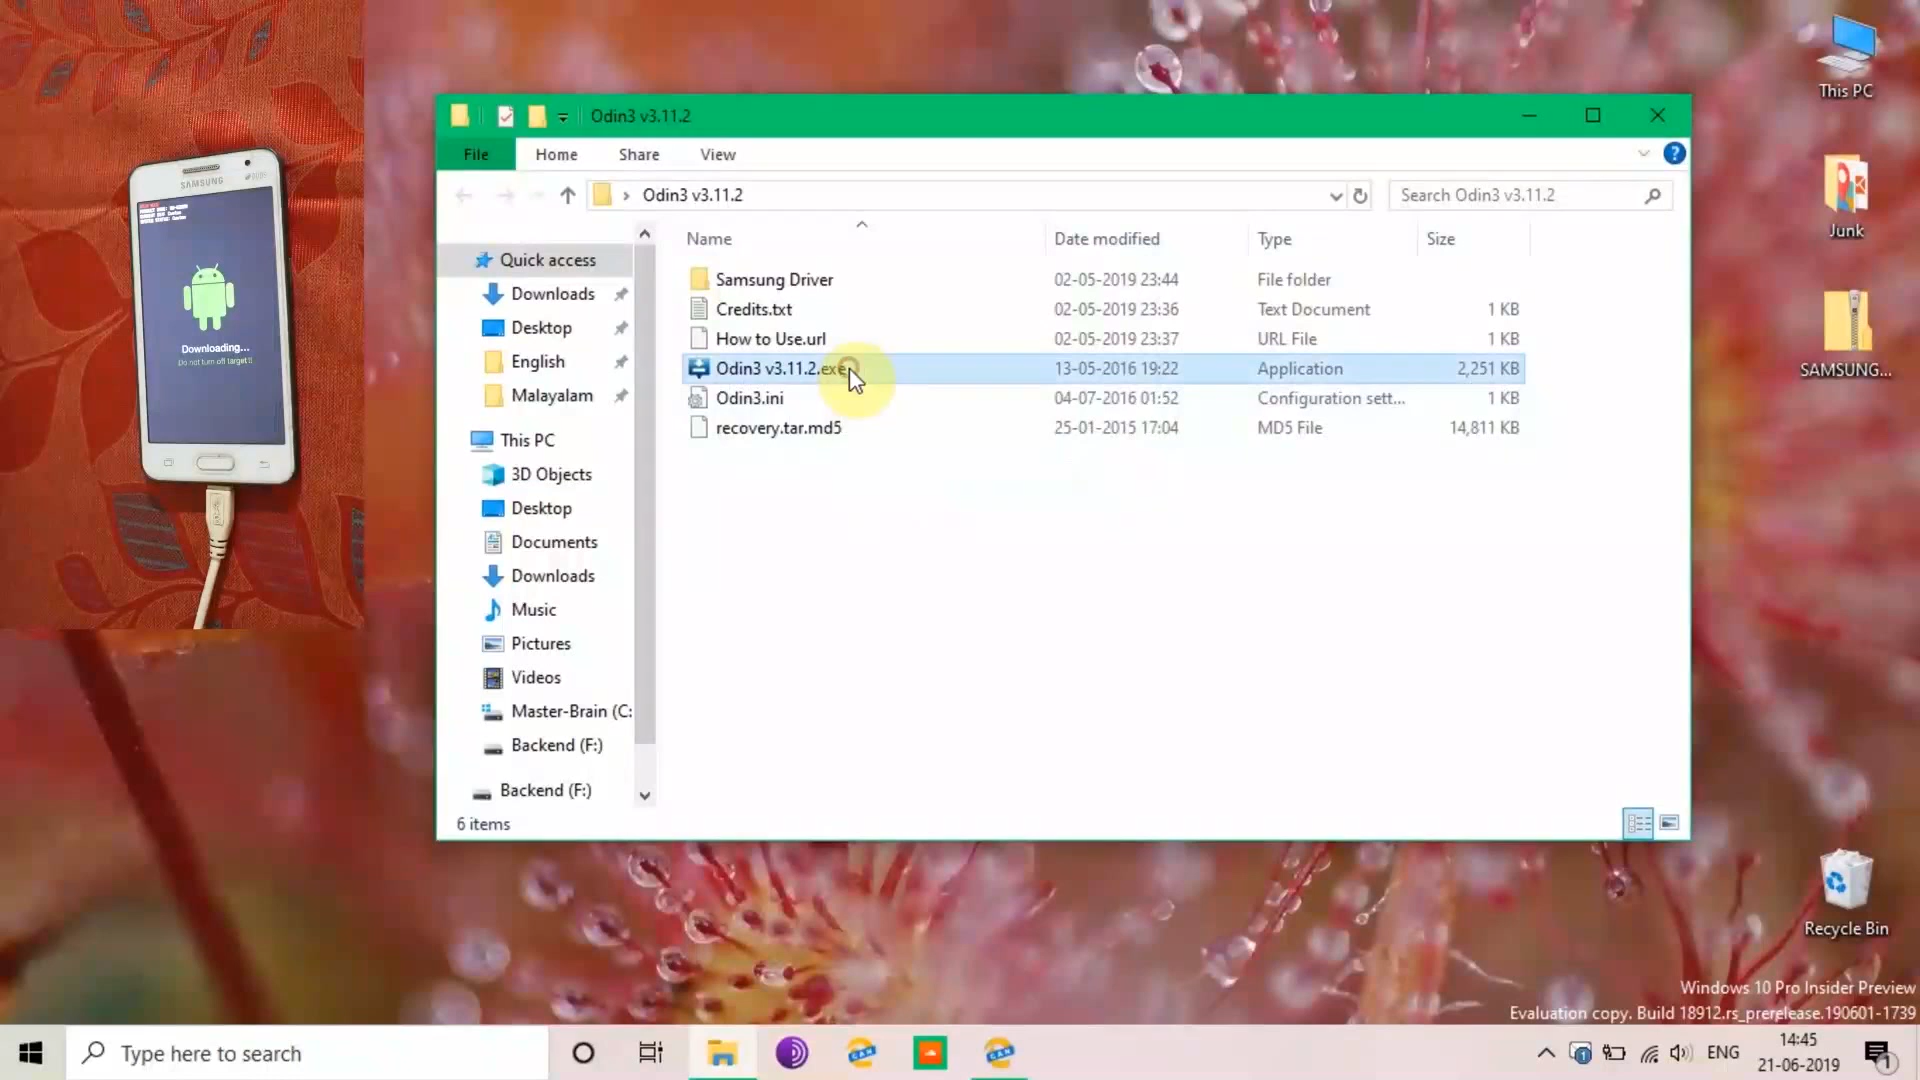 SAMSUNG
Downloading...
Do not turn off target!!
Odin3 v3.11.2
File
Home
Share
View
Odin3 v3.11.2
Search Odin3 v3.11.2
Name
Date modified
Type
Size
Samsung Driver 02-05-2019 23:44 File folder
Credits.txt 02-05-2019 23:36 Text Document 1 KB
How to Use.url 02-05-2019 23:37 URL File 1 KB
Odin3 v3.11.2.exe 13-05-2016 19:22 Application 2,251 KB
Odin3.ini 04-07-2016 01:52 Configuration sett... 1 KB
recovery.tar.md5 25-01-2015 17:04 MD5 File 14,811 KB
Quick access
Downloads
Desktop
English
Malayalam
This PC
3D Objects
Desktop
Documents
Downloads
Music
Pictures
Videos
Master-Brain (C:
Backend (F:)
Backend (F:)
6 items
This PC
Junk
SAMSUNG...
Recycle Bin
Windows 10 Pro Insider Preview
Evaluation copy. Build 18912.rs_prerelease.190601-1739
Type here to search
CAN
CAN
ENG
14:45
21-06-2019
1